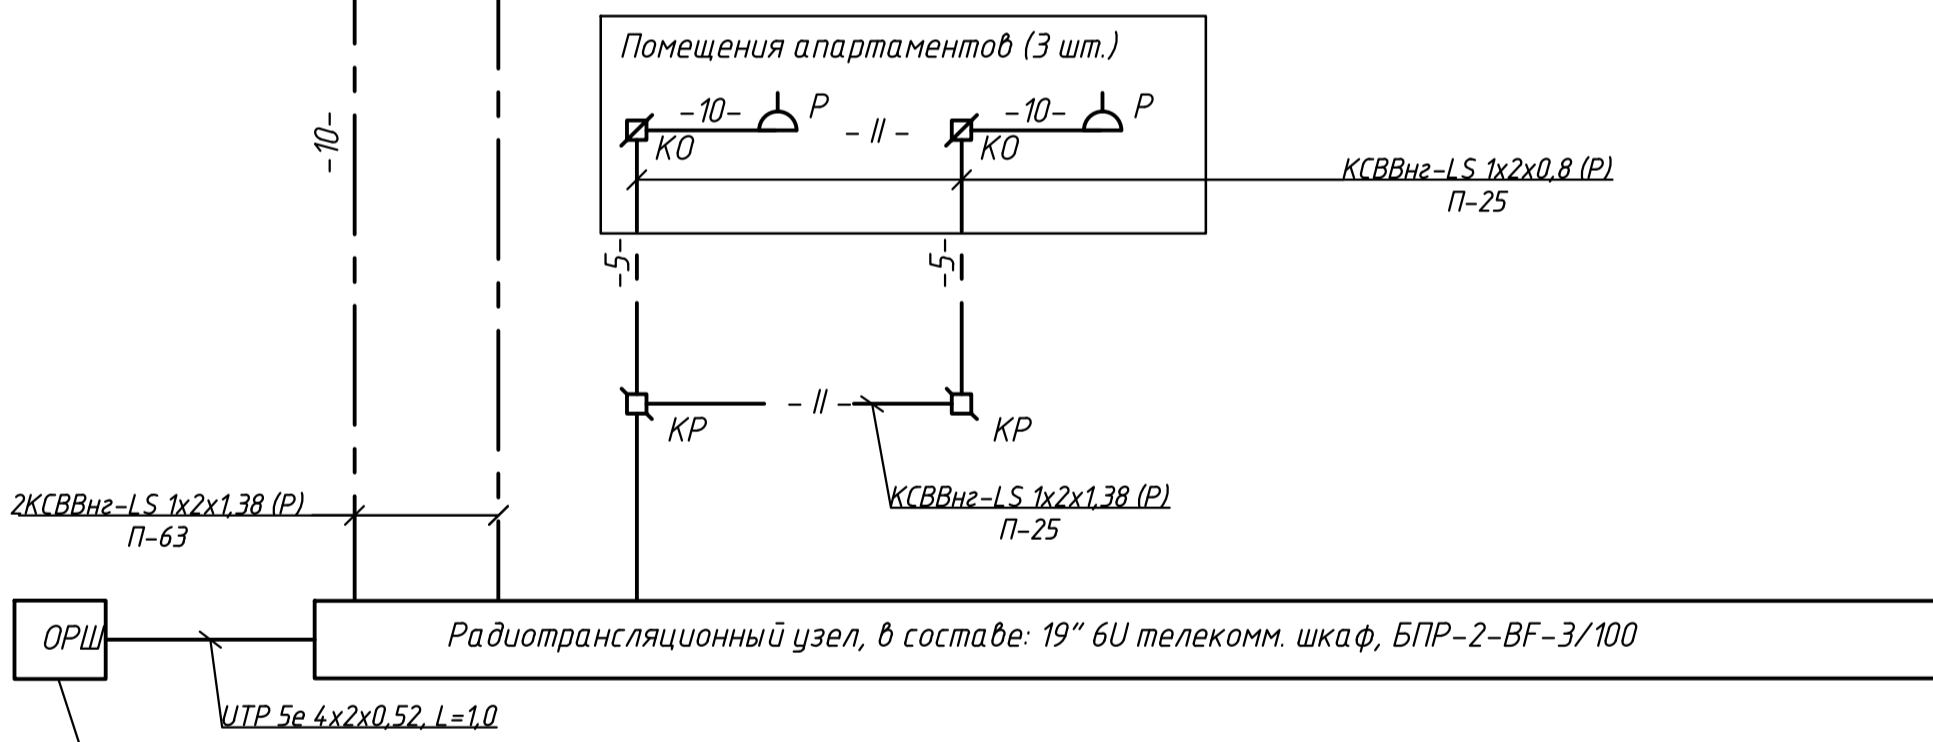 Помещения апартаментов (3 шт.)
-10-
-10- Р - II - -10- Р
КО КО
КСВВнг-LS 1х2х0,8 (Р)
П-25
-5- -5-
- II -
КР КР
2КСВВнг-LS 1х2х1,38 (Р)
П-63
КСВВнг-LS 1х2х1,38 (Р)
П-25
ОРШ
Радиотрансляционный узел, в составе: 19" 6U телекомм. шкаф, БПР-2-BF-3/100
UTP 5e 4x2x0,52, L=1,0